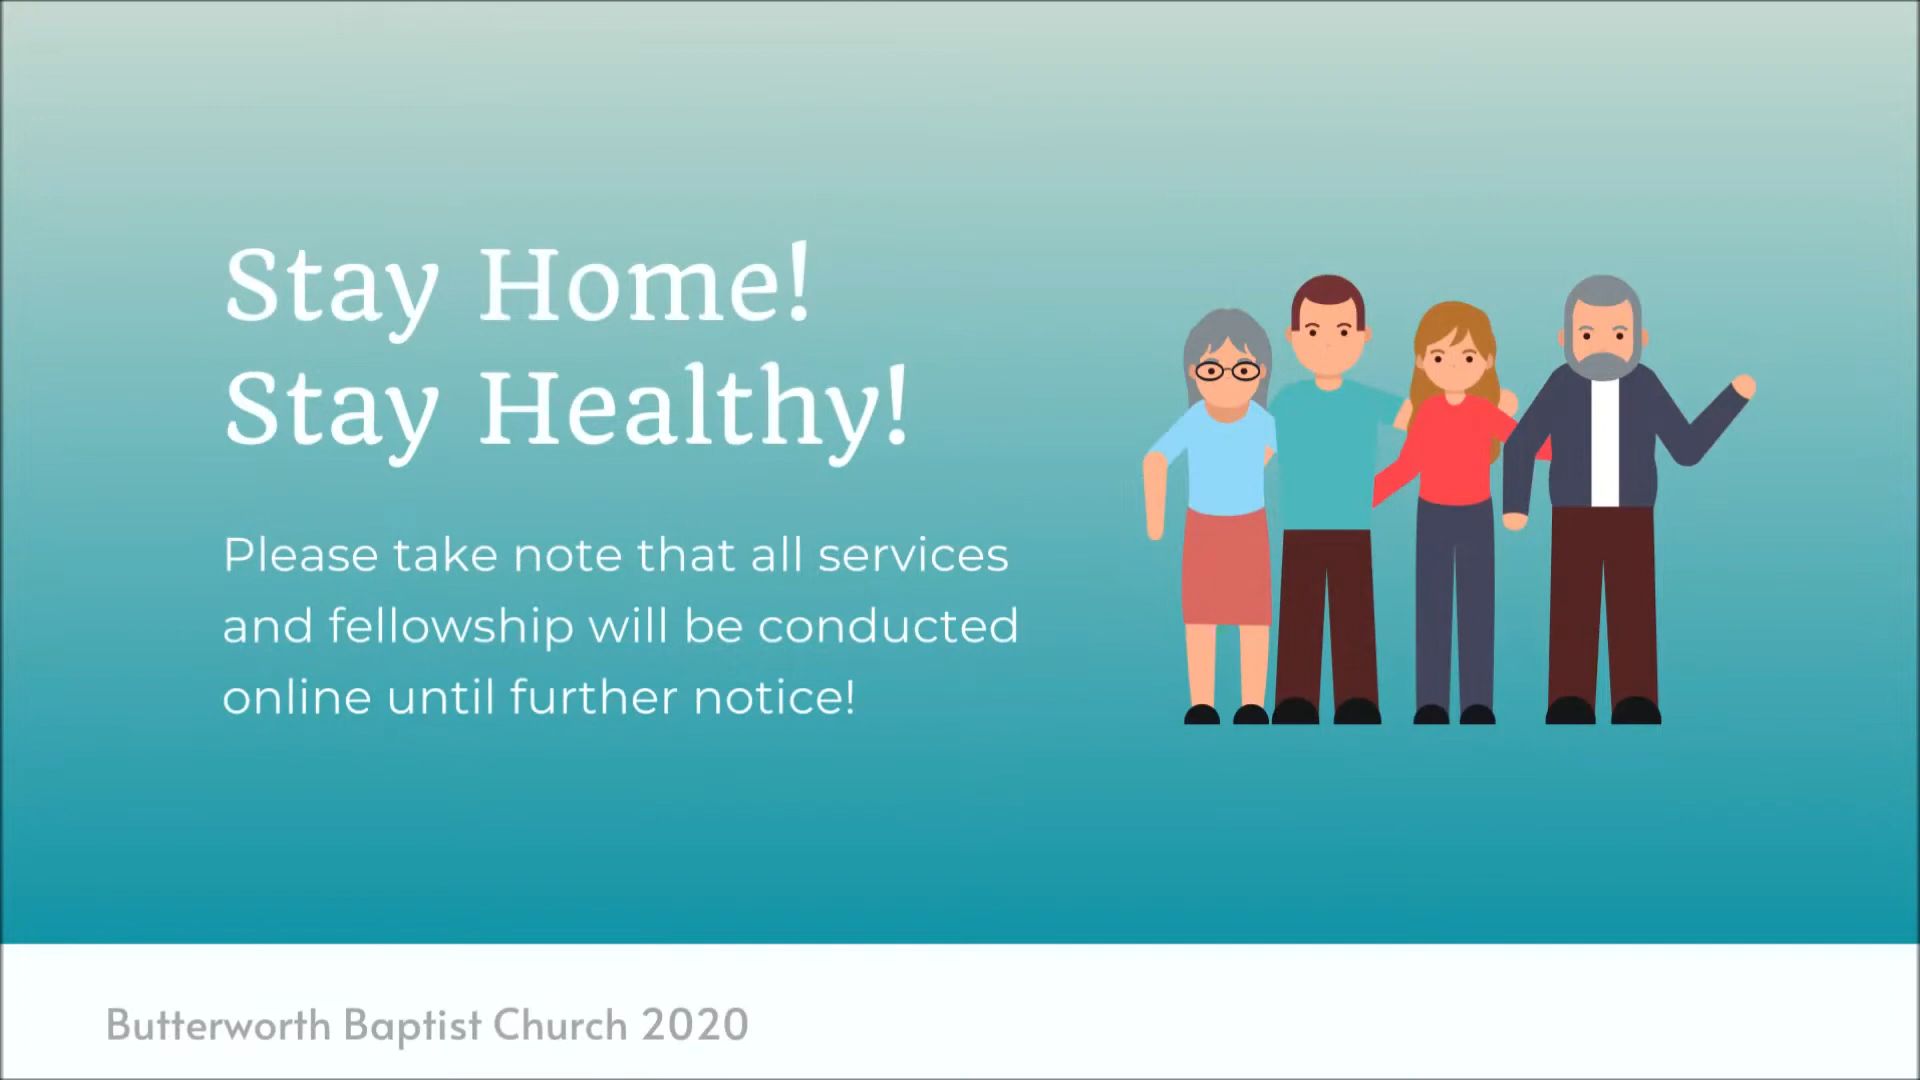 Stay Home!
Stay Healthy!
Please take note that all services
and fellowship will be conducted
online until further notice!
Butterworth Baptist Church 2020